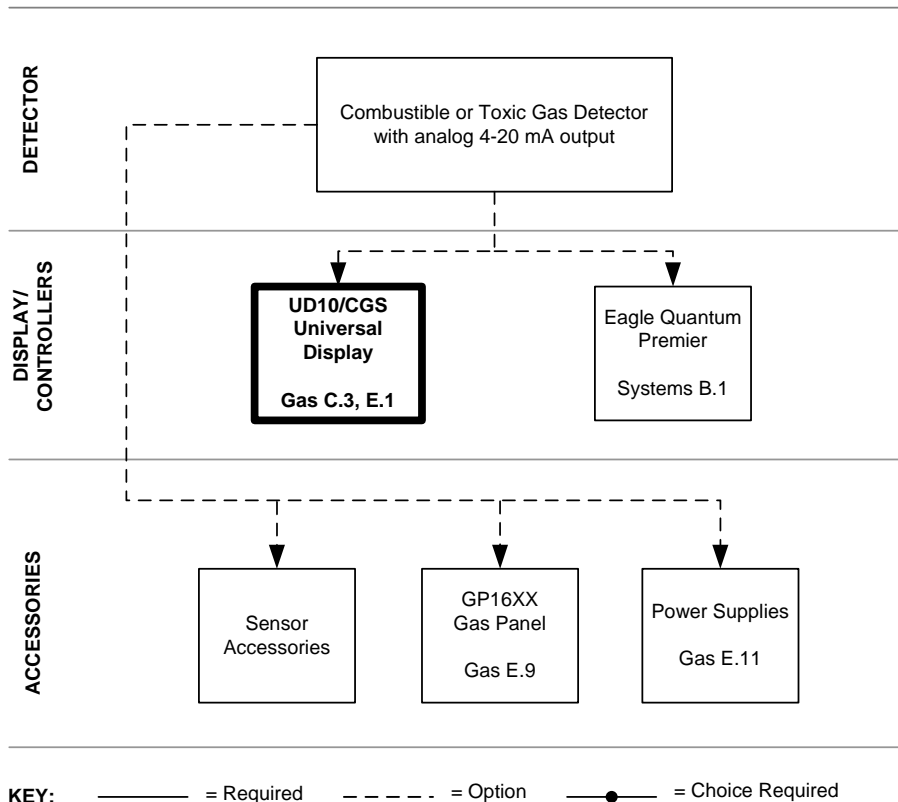 DETECTOR
Combustible or Toxic Gas Detector
with analog 4-20 mA output
DISPLAY/
CONTROLLERS
UD10/CGS
Universal
Display
Gas C.3, E.1
Eagle Quantum
Premier
Systems B.1
ACCESSORIES
Sensor
Accessories
GP16XX
Gas Panel
Gas E.9
Power Supplies
Gas E.11
KEY:
= Required
= Option
= Choice Required